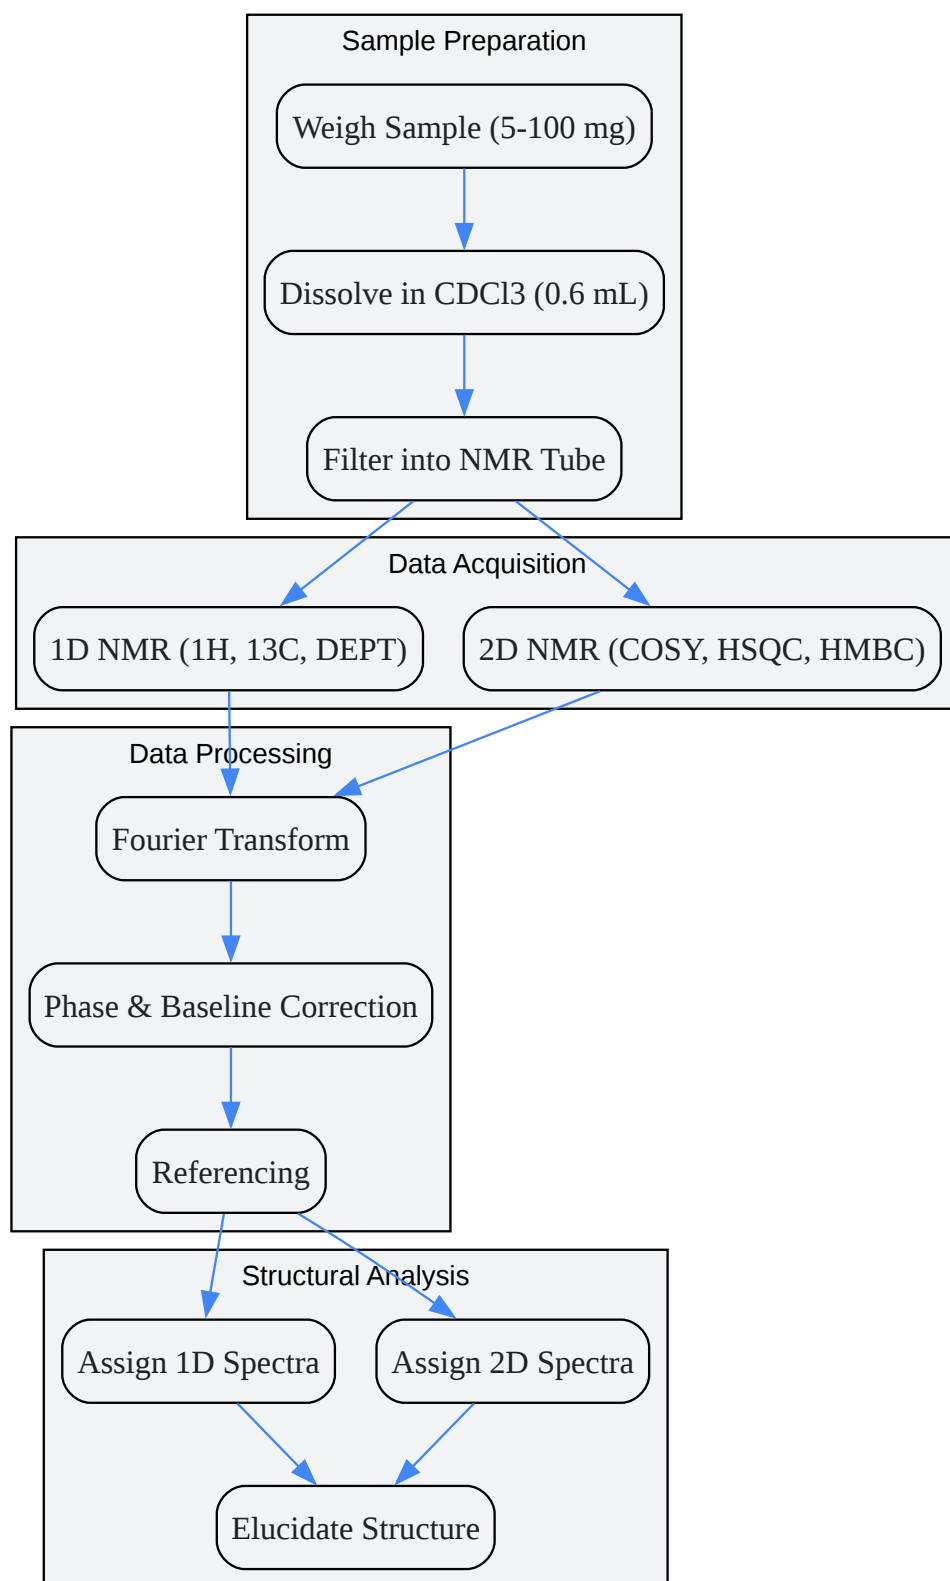 Sample Preparation
Weigh Sample (5-100 mg)
Dissolve in CDCl3 (0.6 mL)
Filter into NMR Tube
Data Acquisition
1D NMR (1H, 13C, DEPT)
2D NMR (COSY, HSQC, HMBC)
Data Processing
Fourier Transform
Phase & Baseline Correction
Referencing
Structural Analysis
Assign 1D Spectra
Assign 2D Spectra
Elucidate Structure